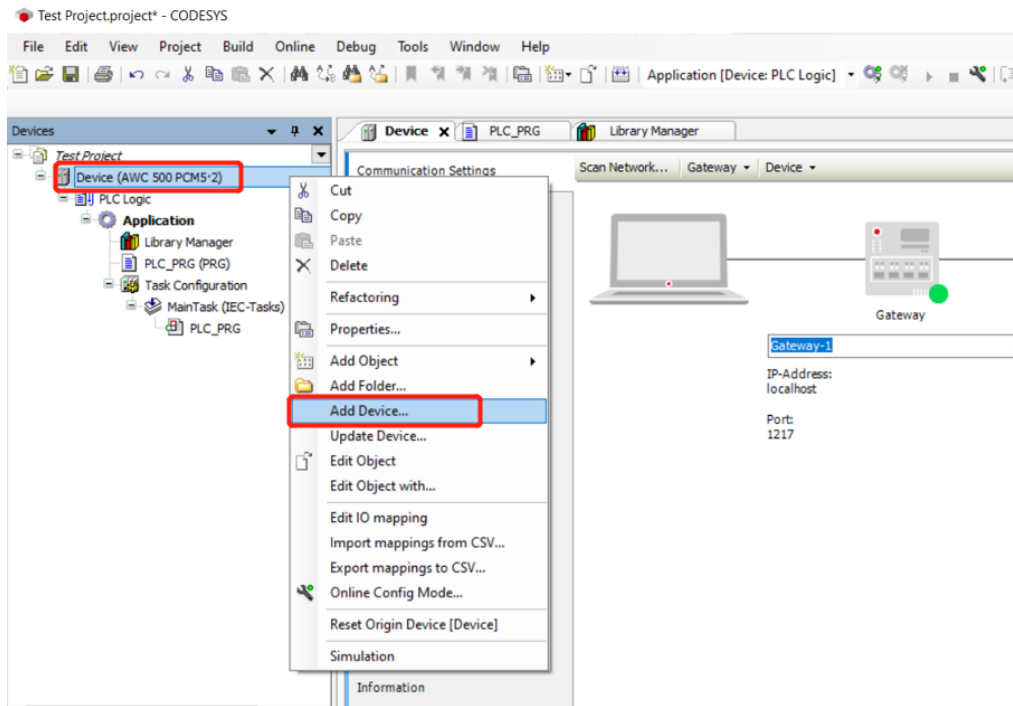 Test Project.project* - CODESYS
File Edit View Project Build Online Debug Tools Window Help
Application [Device: PLC Logic]
Devices
Device
PLC_PRG
Library Manager
Test Project
Device (AWC 500 PCM5-2)
PLC Logic
Application
Library Manager
PLC_PRG (PRG)
Task Configuration
MainTask (IEC-Tasks)
PLC_PRG
Communication Settings
Cut
Copy
Paste
Delete
Refactoring
Properties...
Add Object
Add Folder...
Add Device...
Update Device...
Edit Object
Edit Object with...
Edit IO mapping
Import mappings from CSV...
Export mappings to CSV...
Online Config Mode...
Reset Origin Device [Device]
Simulation
Information
Scan Network... Gateway Device
Gateway
Gateway-1
IP-Address:
localhost
Port:
1217